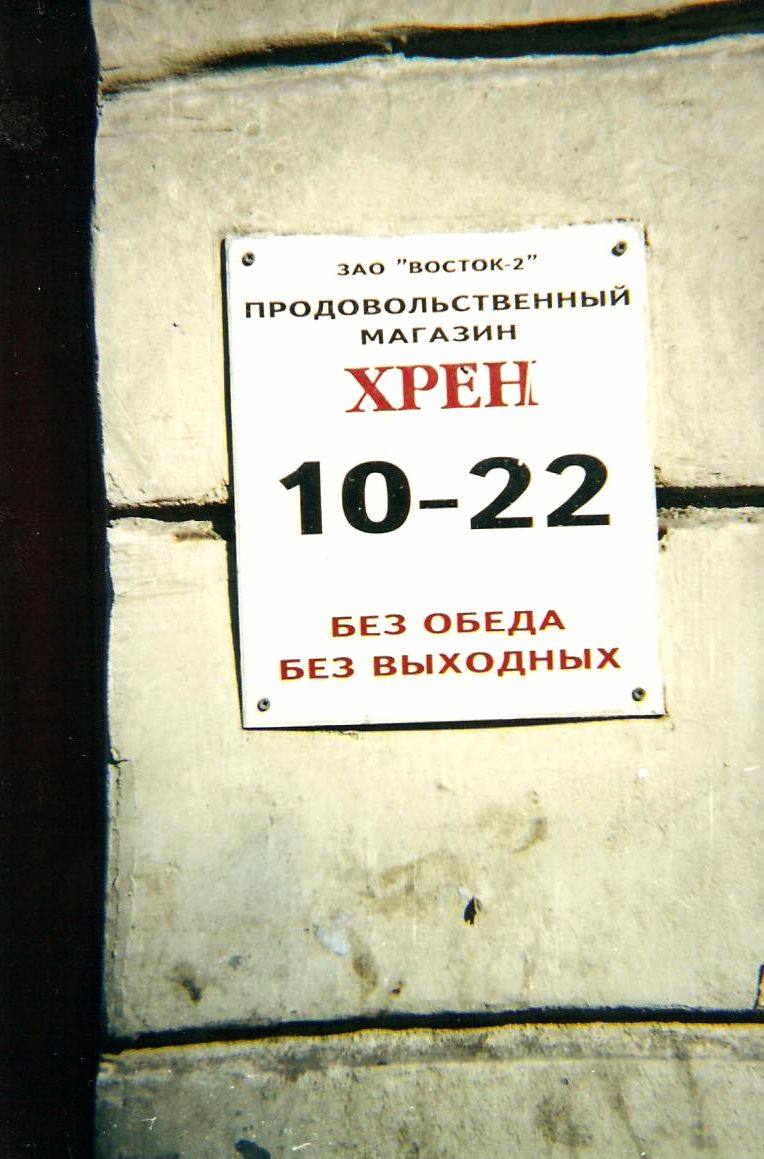 ЗАО "ВОСТОК-2"
ПРОДОВОЛЬСТВЕННЫЙ
МАГАЗИН
ХРЕН
10-22
БЕЗ ОБЕДА
БЕЗ ВЫХОДНЫХ